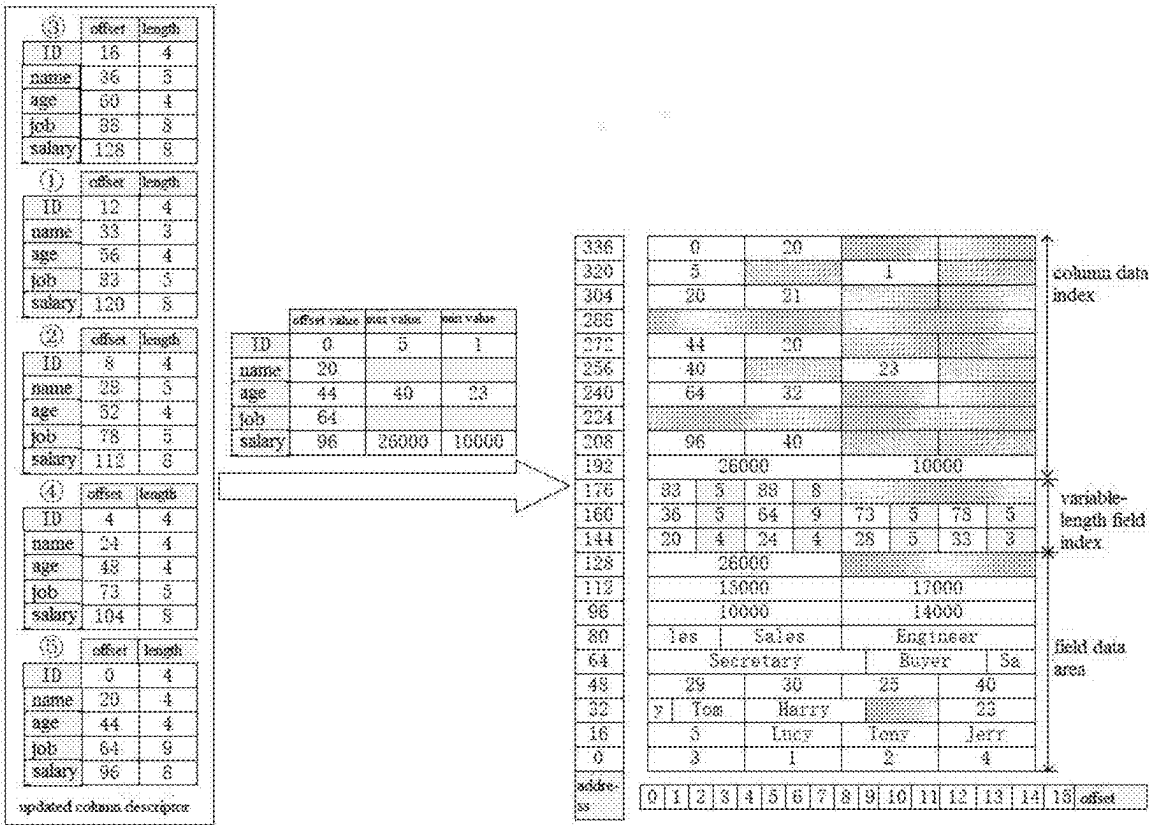 ③ offset length
ID 16 4
name 36 5
age 60 4
job 88 8
salary 128 8
① offset length
ID 12 4
name 33 3
age 56 4
job 83 5
salary 120 8
② offset length
ID 8 4
name 28 5
age 52 4
job 78 5
salary 112 8
④ offset length
ID 4 4
name 24 4
age 48 4
job 73 5
salary 104 8
⑤ offset length
ID 0 4
name 20 4
age 44 4
job 64 9
salary 96 8
updated column descriptor
offset value max value min value
ID 0 5 1
name 20
age 44 40 23
job 64
salary 96 26000 10000
336 0 20
320 5 1
304 20 21
288
272 44 20
256 40 23
240 64 32
224
208 96 40
192 26000 10000
column data
index
176 83 5 88 8
160 36 5 64 9 73 5 78 5
144 20 4 24 4 28 5 33 3
variable-
length field
index
128 26000
112 15000 17000
96 10000 14000
80 les Sales Engineer
64 Secretary Buyer Sa
48 29 30 25 40
32 y Tom Harry 23
16 5 Lucy Tony Jerr
0 3 1 2 4
field data
area
addre-
ss
0 1 2 3 4 5 6 7 8 9 10 11 12 13 14 15 offset